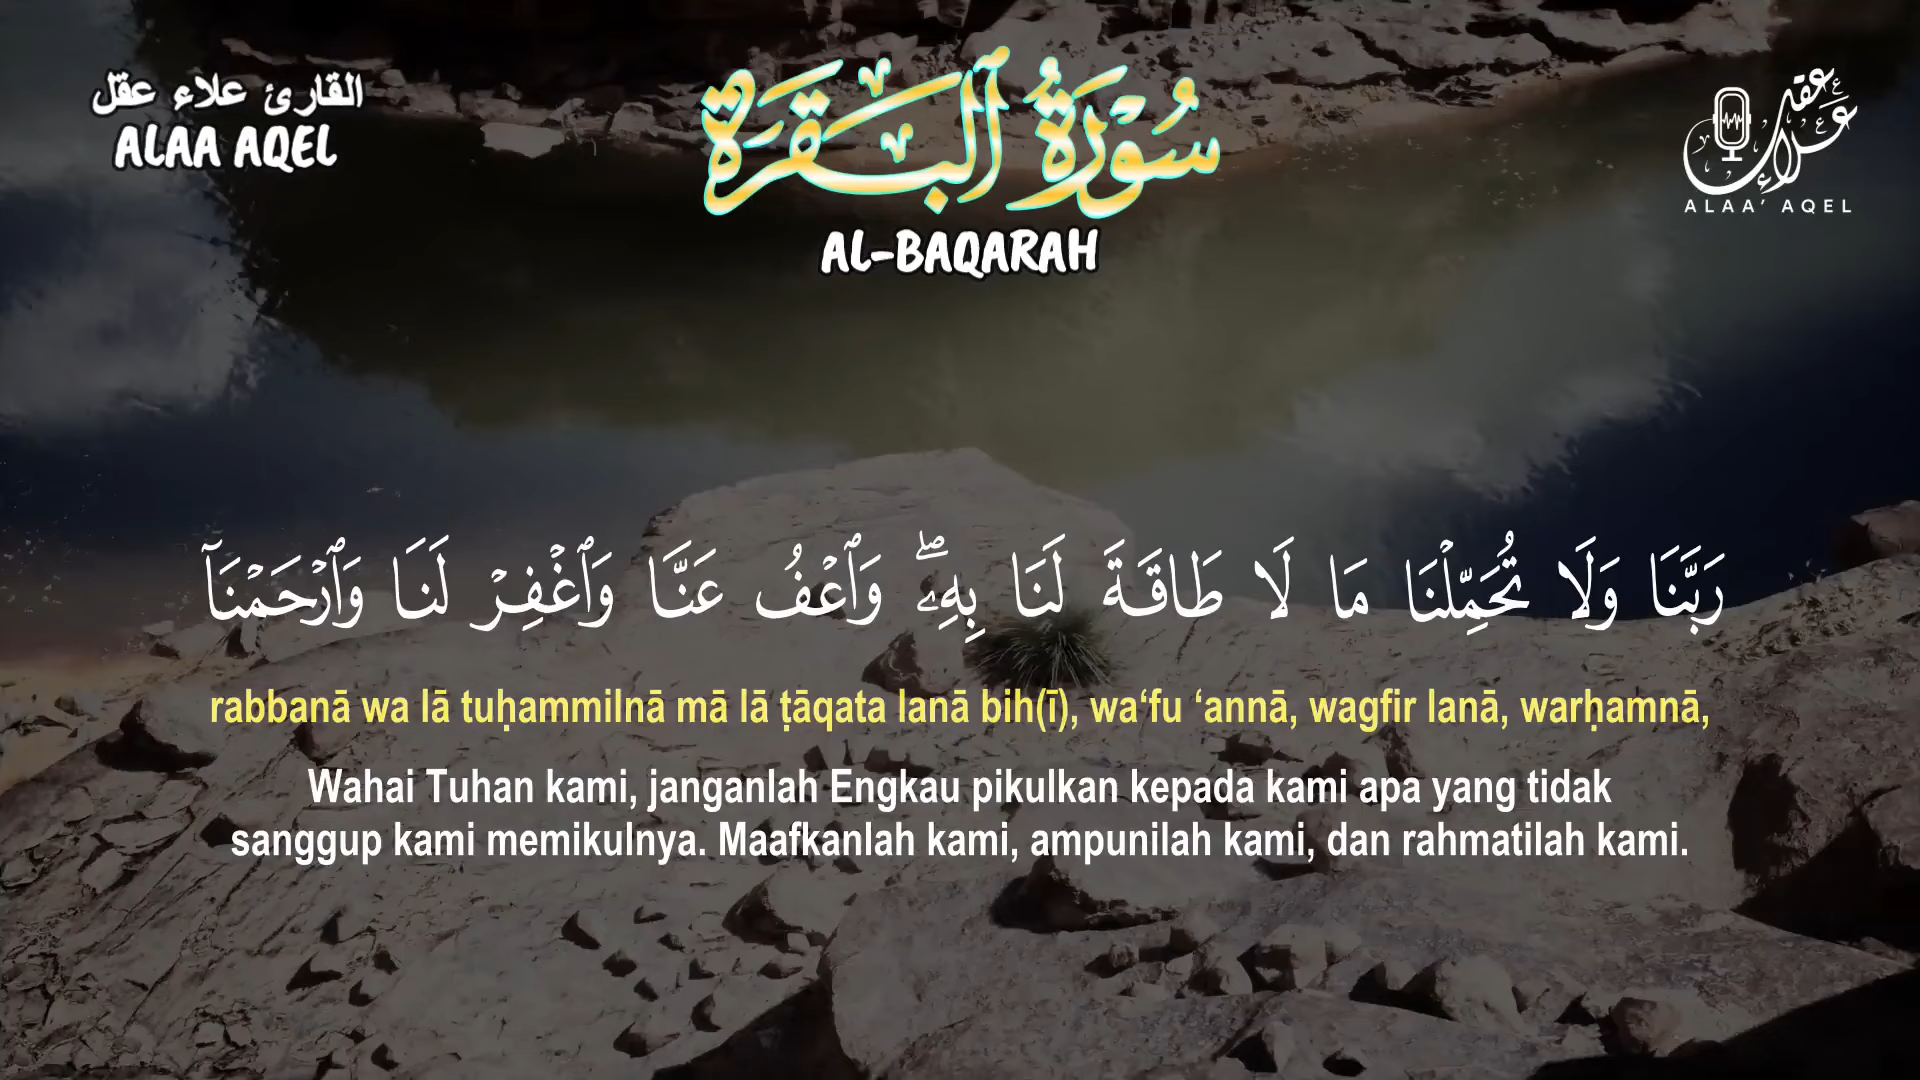 القارئ علاء عقل
ALAA AQEL
سُوْرَةُ ٱلْبَقَرَةِ
AL-BAQARAH
علاء عقل
ALAA' AQEL
رَبَّنَا وَلَا تُحَمِّلْنَا مَا لَا طَاقَةَ لَنَا بِهِۦۖ وَٱعْفُ عَنَّا وَٱغْفِرْ لَنَا وَٱرْحَمْنَآ
rabbanā wa lā tuḥammilnā mā lā ṭāqata lanā bih(ī), wa‘fu ‘annā, wagfir lanā, warḥamnā,
Wahai Tuhan kami, janganlah Engkau pikulkan kepada kami apa yang tidak
sanggup kami memikulnya. Maafkanlah kami, ampunilah kami, dan rahmatilah kami.